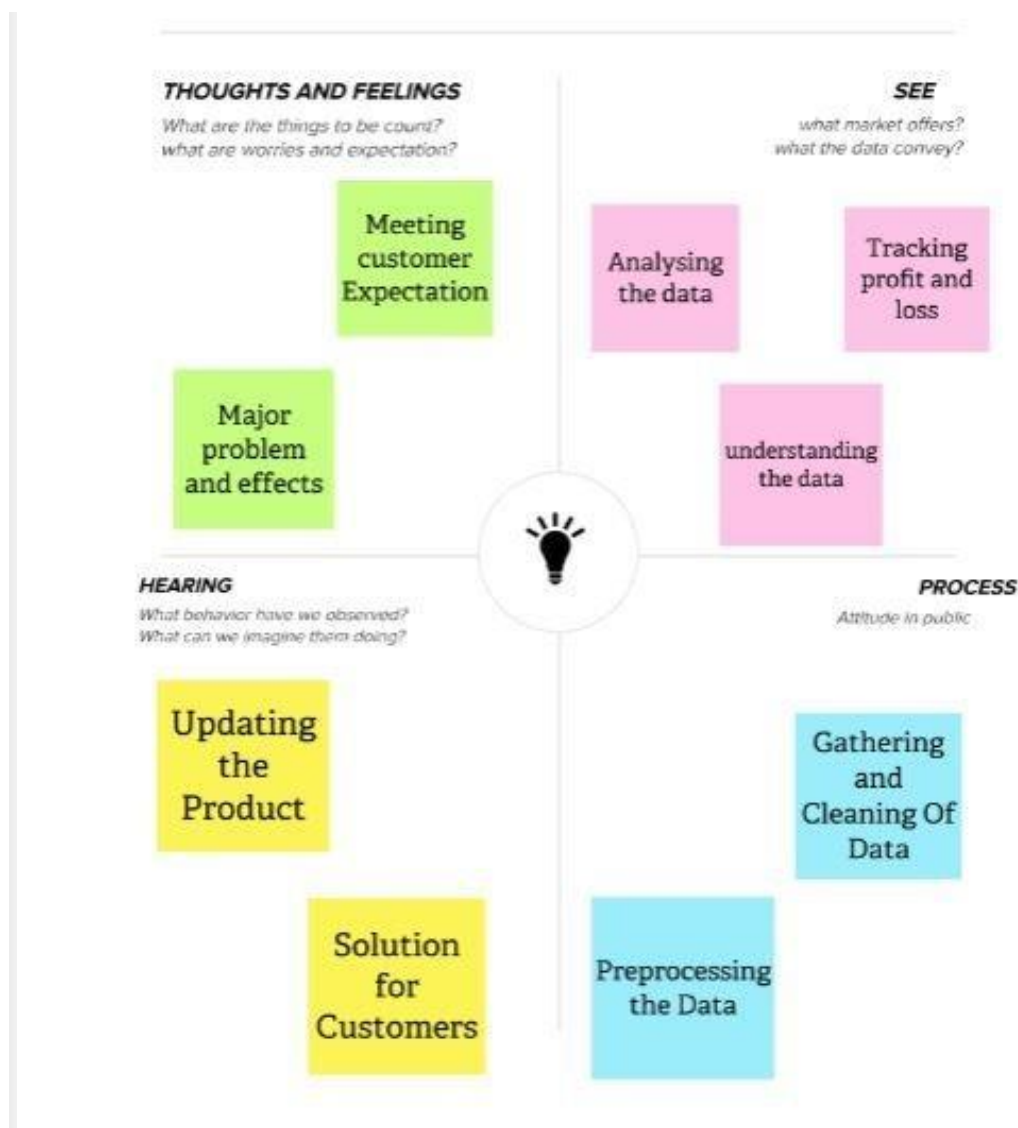 THOUGHTS AND FEELINGS
What are the things to be count?
what are worries and expectation?
Meeting
customer
Expectation
Major
problem
and effects
SEE
what market offers?
what the data convey?
Analysing
the data
Tracking
profit and
loss
understanding
the data
HEARING
What behavior have we observed?
What can we imagine them doing?
Updating
the
Product
Solution
for
Customers
PROCESS
Attitude in public
Gathering
and
Cleaning Of
Data
Preprocessing
the Data